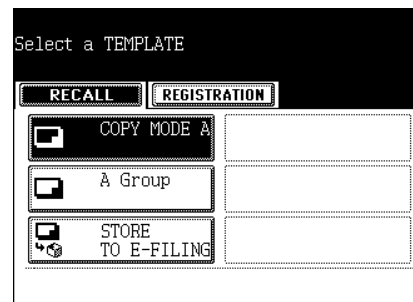 Select a TEMPLATE
RECALL
REGISTRATION
COPY MODE A
A Group
STORE
TO E-FILING